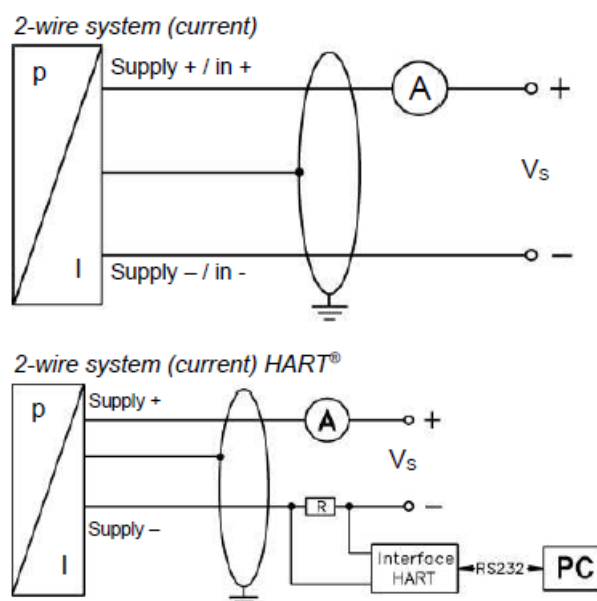 2-wire system (current)
p
Supply + / in +
A
+
Vs
I
Supply – / in -
–
2-wire system (current) HART®
p
Supply +
A
+
Vs
R
–
Supply –
I
Interface
HART
RS232
PC